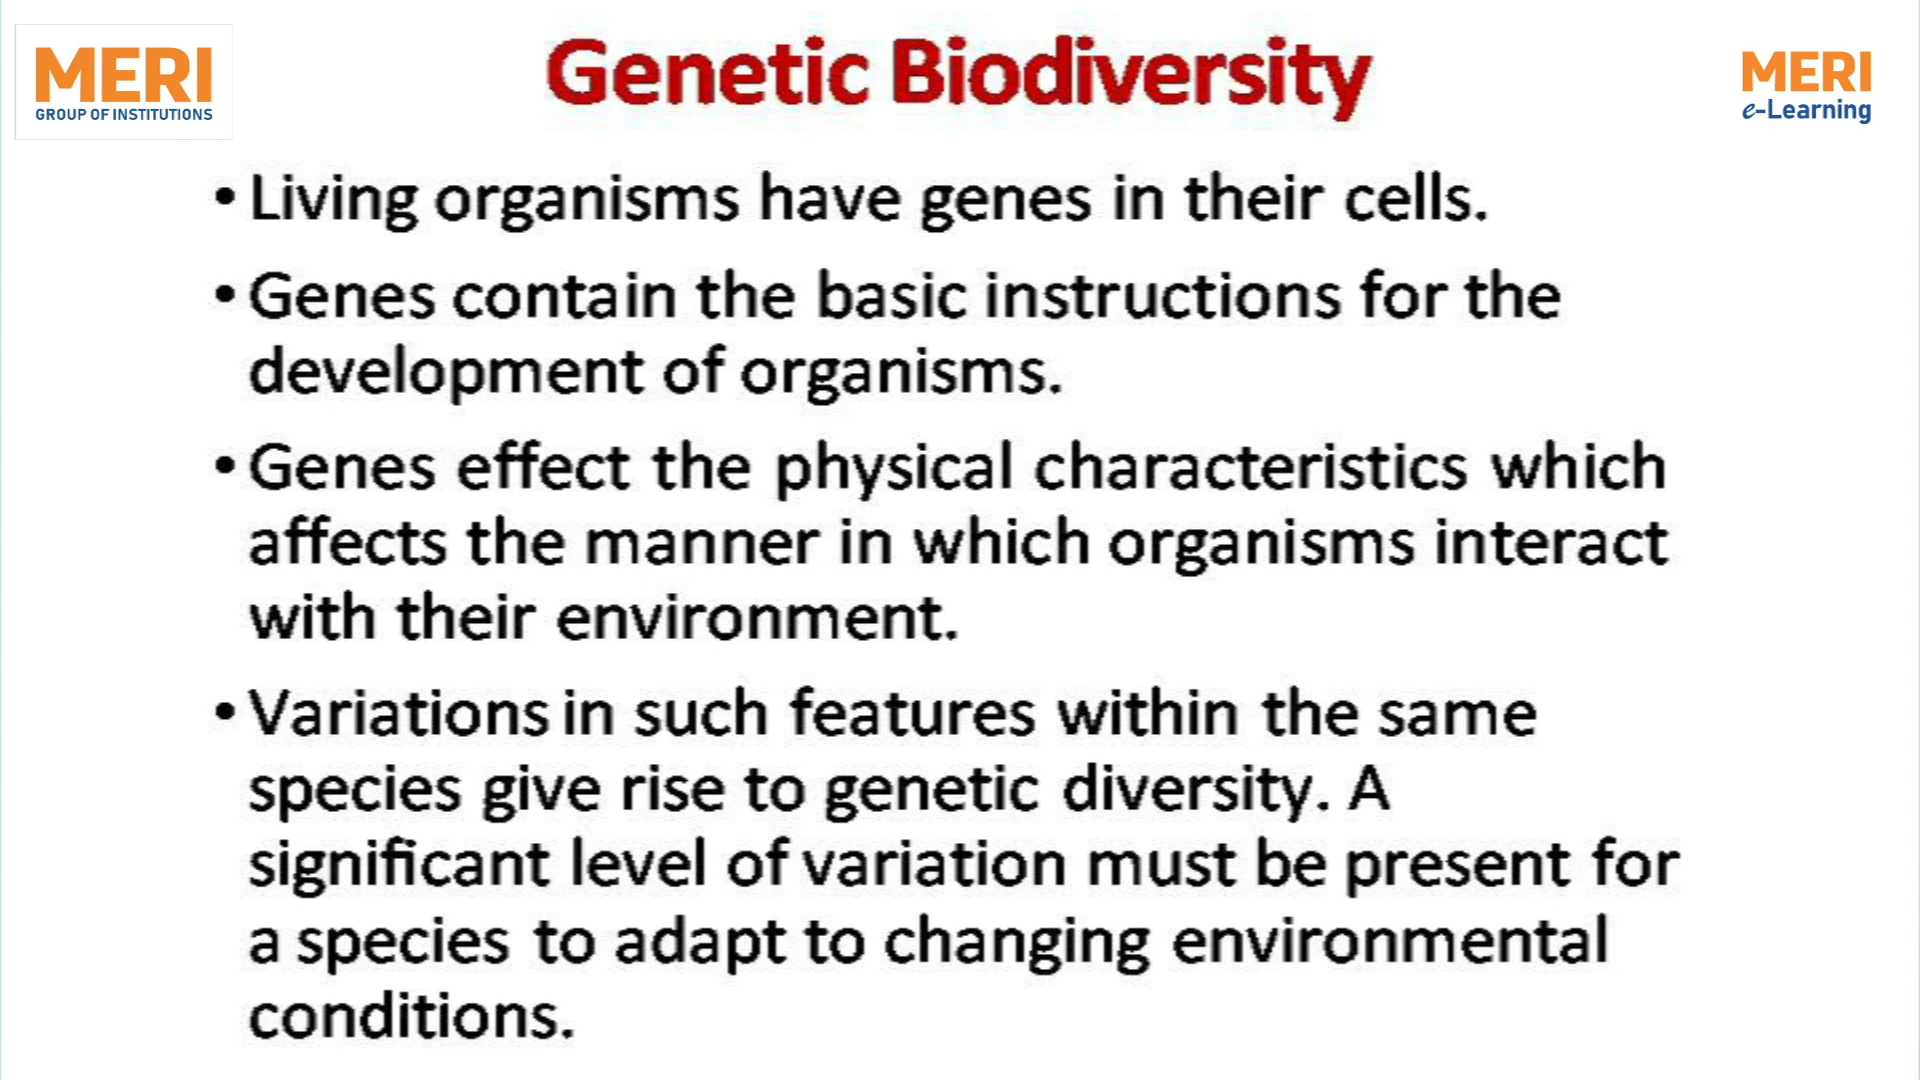 MERI
GROUP OF INSTITUTIONS
Genetic Biodiversity
MERI
e-Learning
• Living organisms have genes in their cells.
• Genes contain the basic instructions for the
development of organisms.
• Genes effect the physical characteristics which
affects the manner in which organisms interact
with their environment.
• Variations in such features within the same
species give rise to genetic diversity. A
significant level of variation must be present for
a species to adapt to changing environmental
conditions.